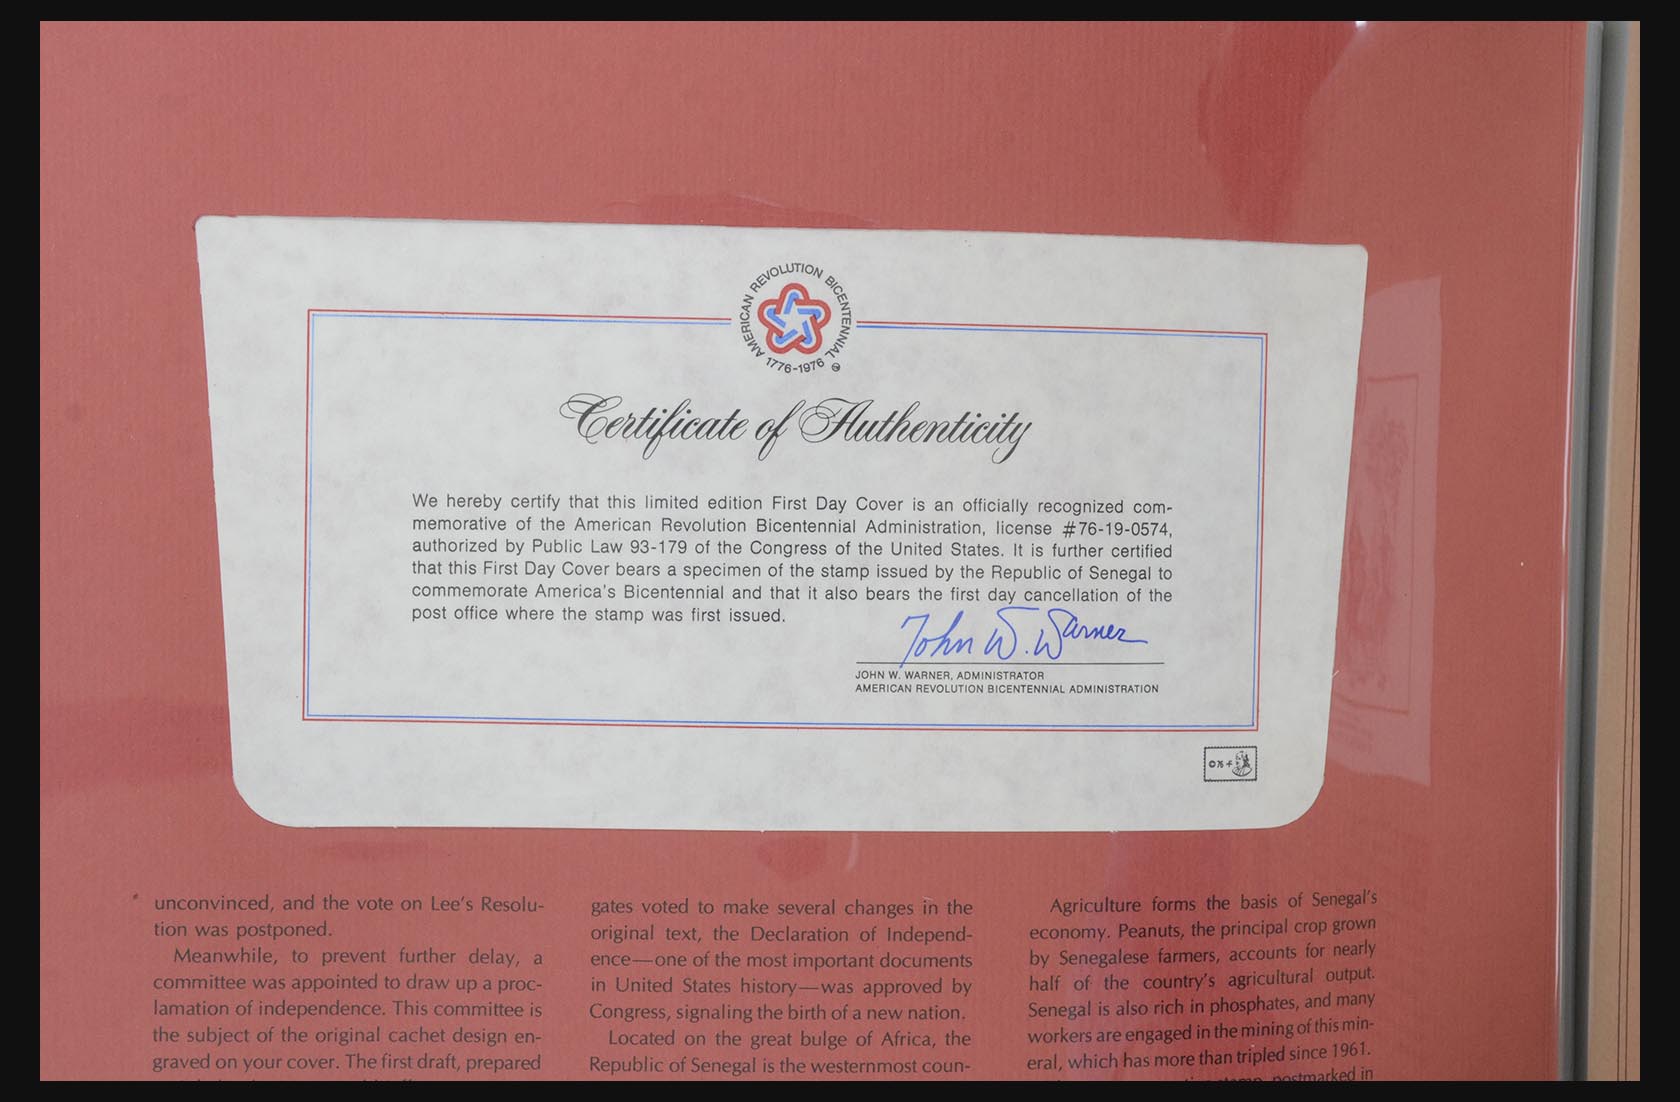 AMERICAN REVOLUTION BICENTENNIAL
1776-1976
Certificate of Authenticity
We hereby certify that this limited edition First Day Cover is an officially recognized com-
memorative of the American Revolution Bicentennial Administration, license #76-19-0574,
authorized by Public Law 93-179 of the Congress of the United States. It is further certified
that this First Day Cover bears a specimen of the stamp issued by the Republic of Senegal to
commemorate America's Bicentennial and that it also bears the first day cancellation of the
post office where the stamp was first issued.
John W. Warner
JOHN W. WARNER, ADMINISTRATOR
AMERICAN REVOLUTION BICENTENNIAL ADMINISTRATION
unconvinced, and the vote on Lee's Resolu-
tion was postponed.
Meanwhile, to prevent further delay, a
committee was appointed to draw up a proc-
lamation of independence. This committee is
the subject of the original cachet design en-
graved on your cover. The first draft, prepared
gates voted to make several changes in the
original text, the Declaration of Independ-
ence—one of the most important documents
in United States history—was approved by
Congress, signaling the birth of a new nation.
Located on the great bulge of Africa, the
Republic of Senegal is the westernmost coun-
Agriculture forms the basis of Senegal's
economy. Peanuts, the principal crop grown
by Senegalese farmers, accounts for nearly
half of the country's agricultural output.
Senegal is also rich in phosphates, and many
workers are engaged in the mining of this min-
eral, which has more than tripled since 1961.
postmarked in